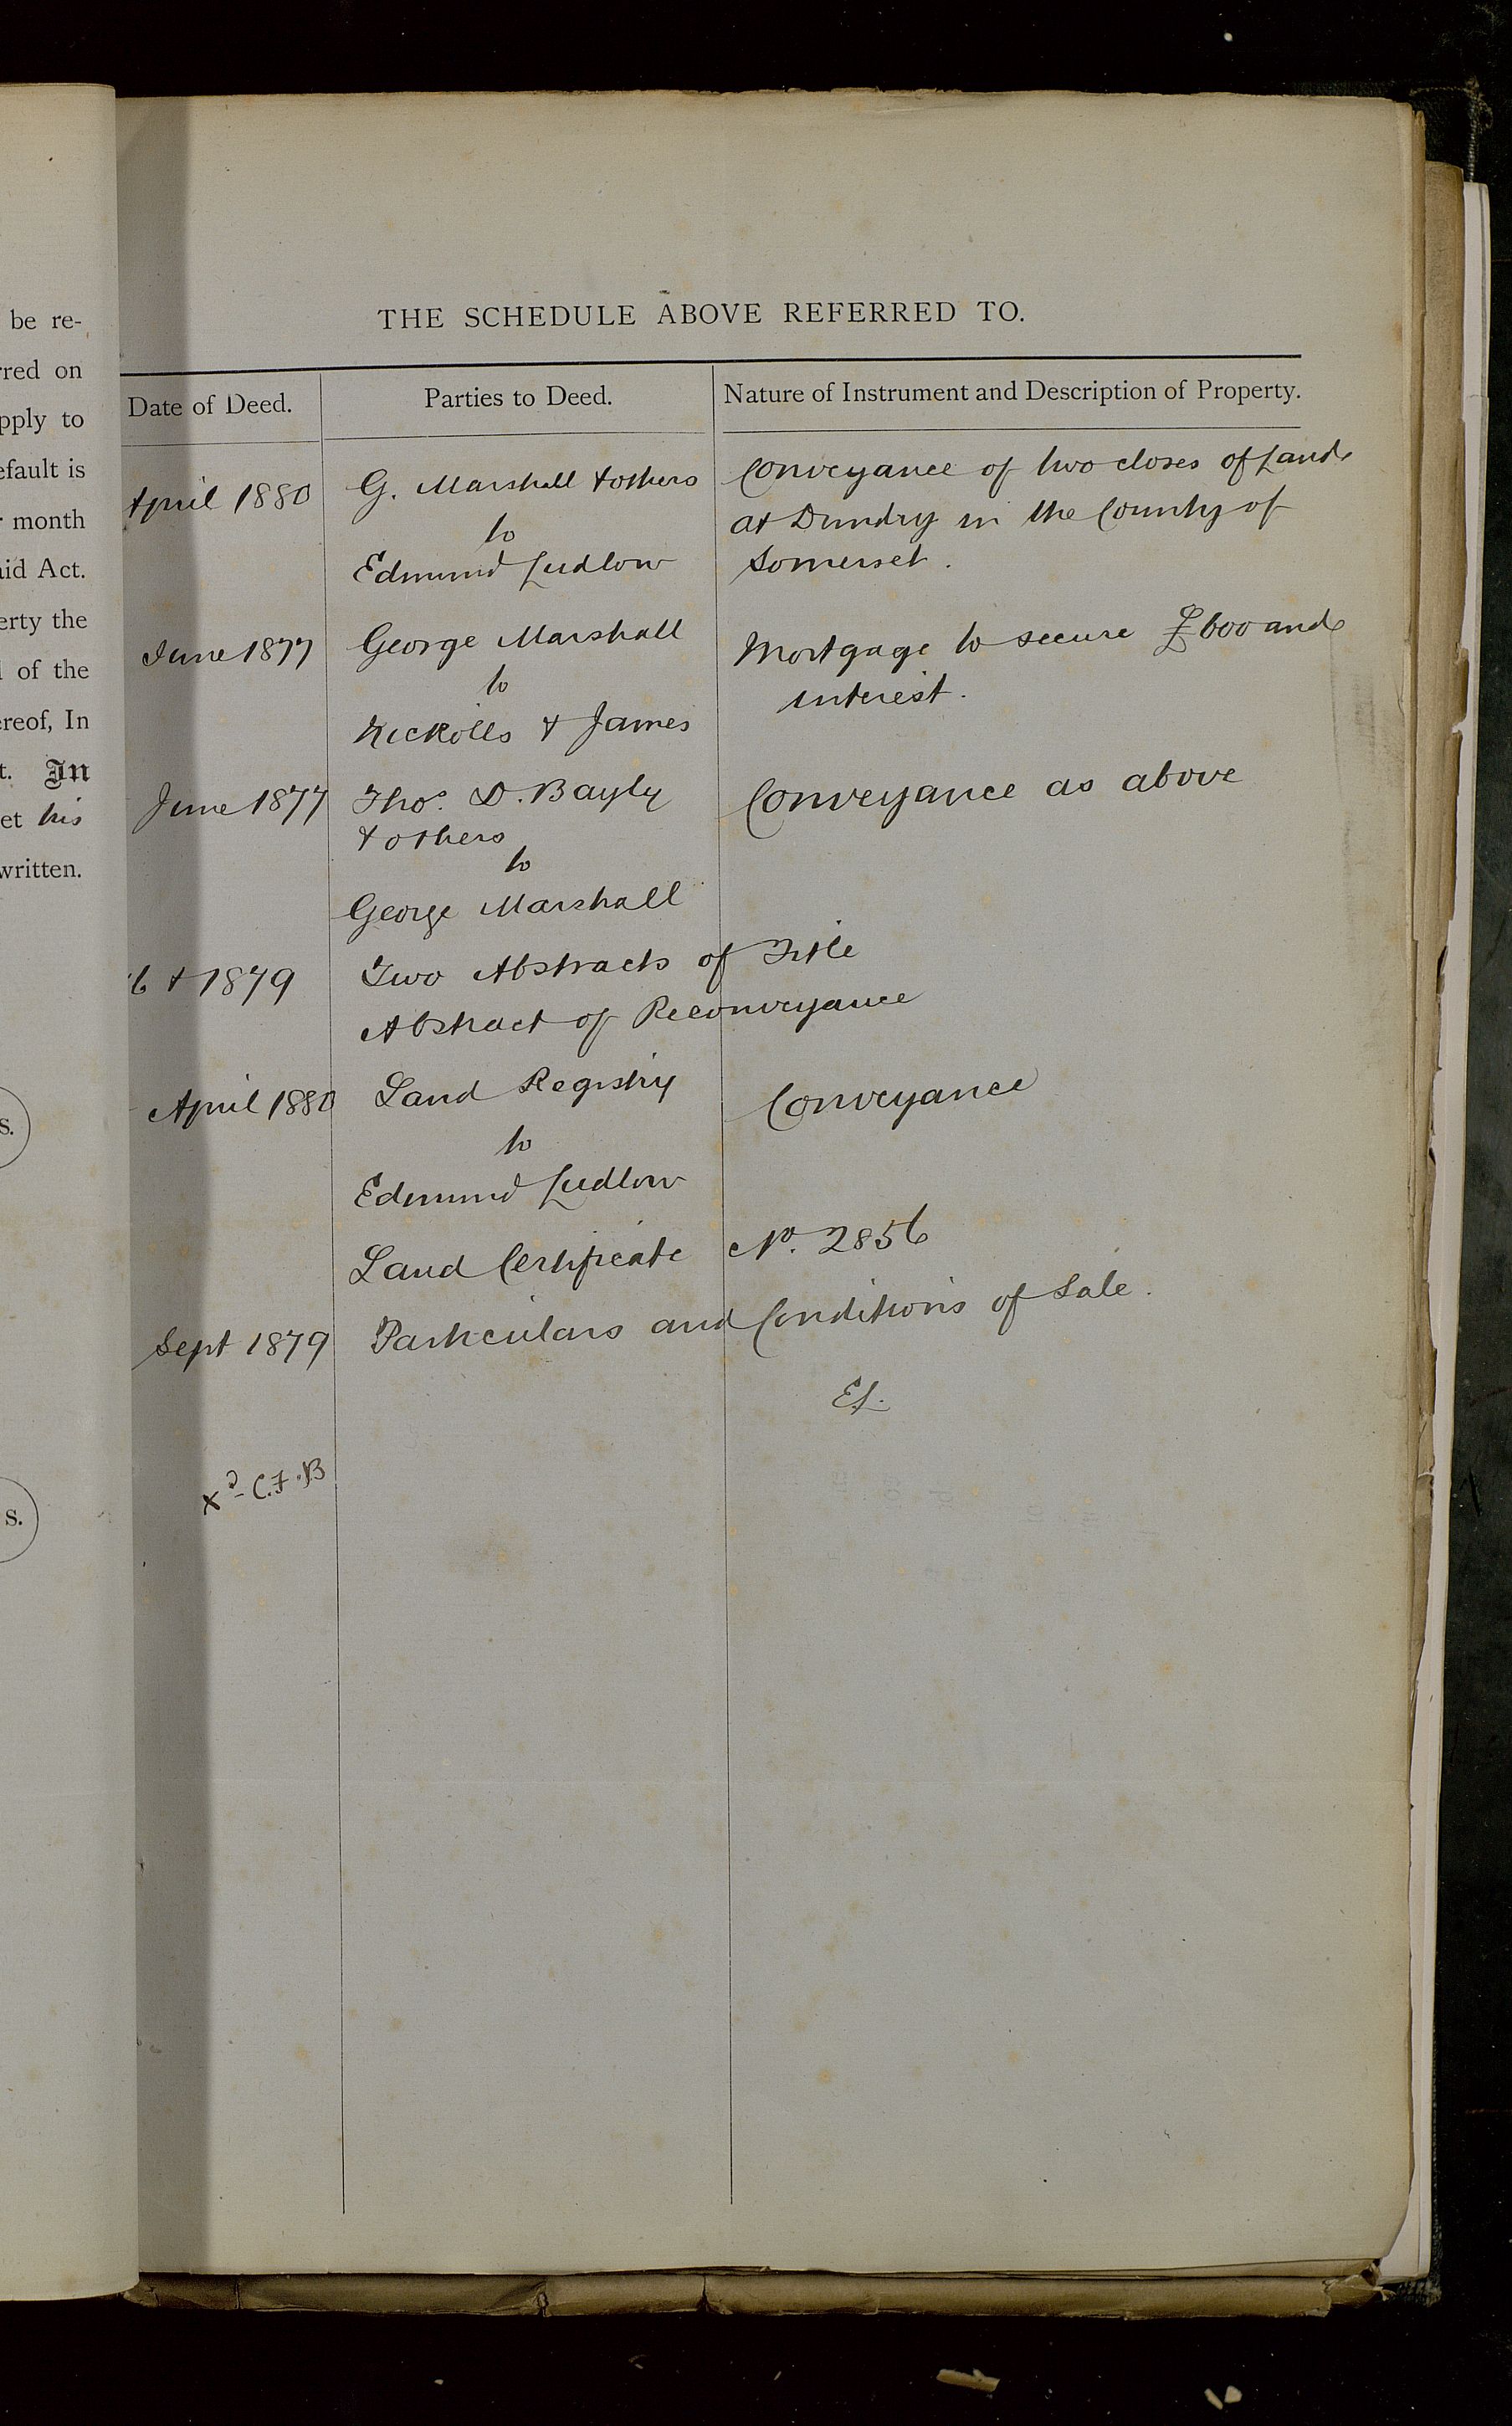 be re-
rred on
pply to
efault is
r month
aid Act.
erty the
l of the
ereof, In
t. In
et his
written.
S.
S.
THE SCHEDULE ABOVE REFERRED TO.
Date of Deed. Parties to Deed. Nature of Instrument and Description of Property.
April 1880 G. Marshall & others Conveyance of two closes of Land
to at Dundry in the County of
Edmund Ludlow Somerset.
June 1877 George Marshall Mortgage to secure £600 and
to interest.
Nickolls & James
June 1877 Thos. D. Bayly Conveyance as above
& others
to
George Marshall
6 & 1879 Two Abstracts of Title
Abstract of Reconveyance
April 1880 Land Registry Conveyance
to
Edmund Ludlow
Land Certificate No. 2856
Sept 1879 Particulars and Conditions of Sale.
EL.
xd C.F.B